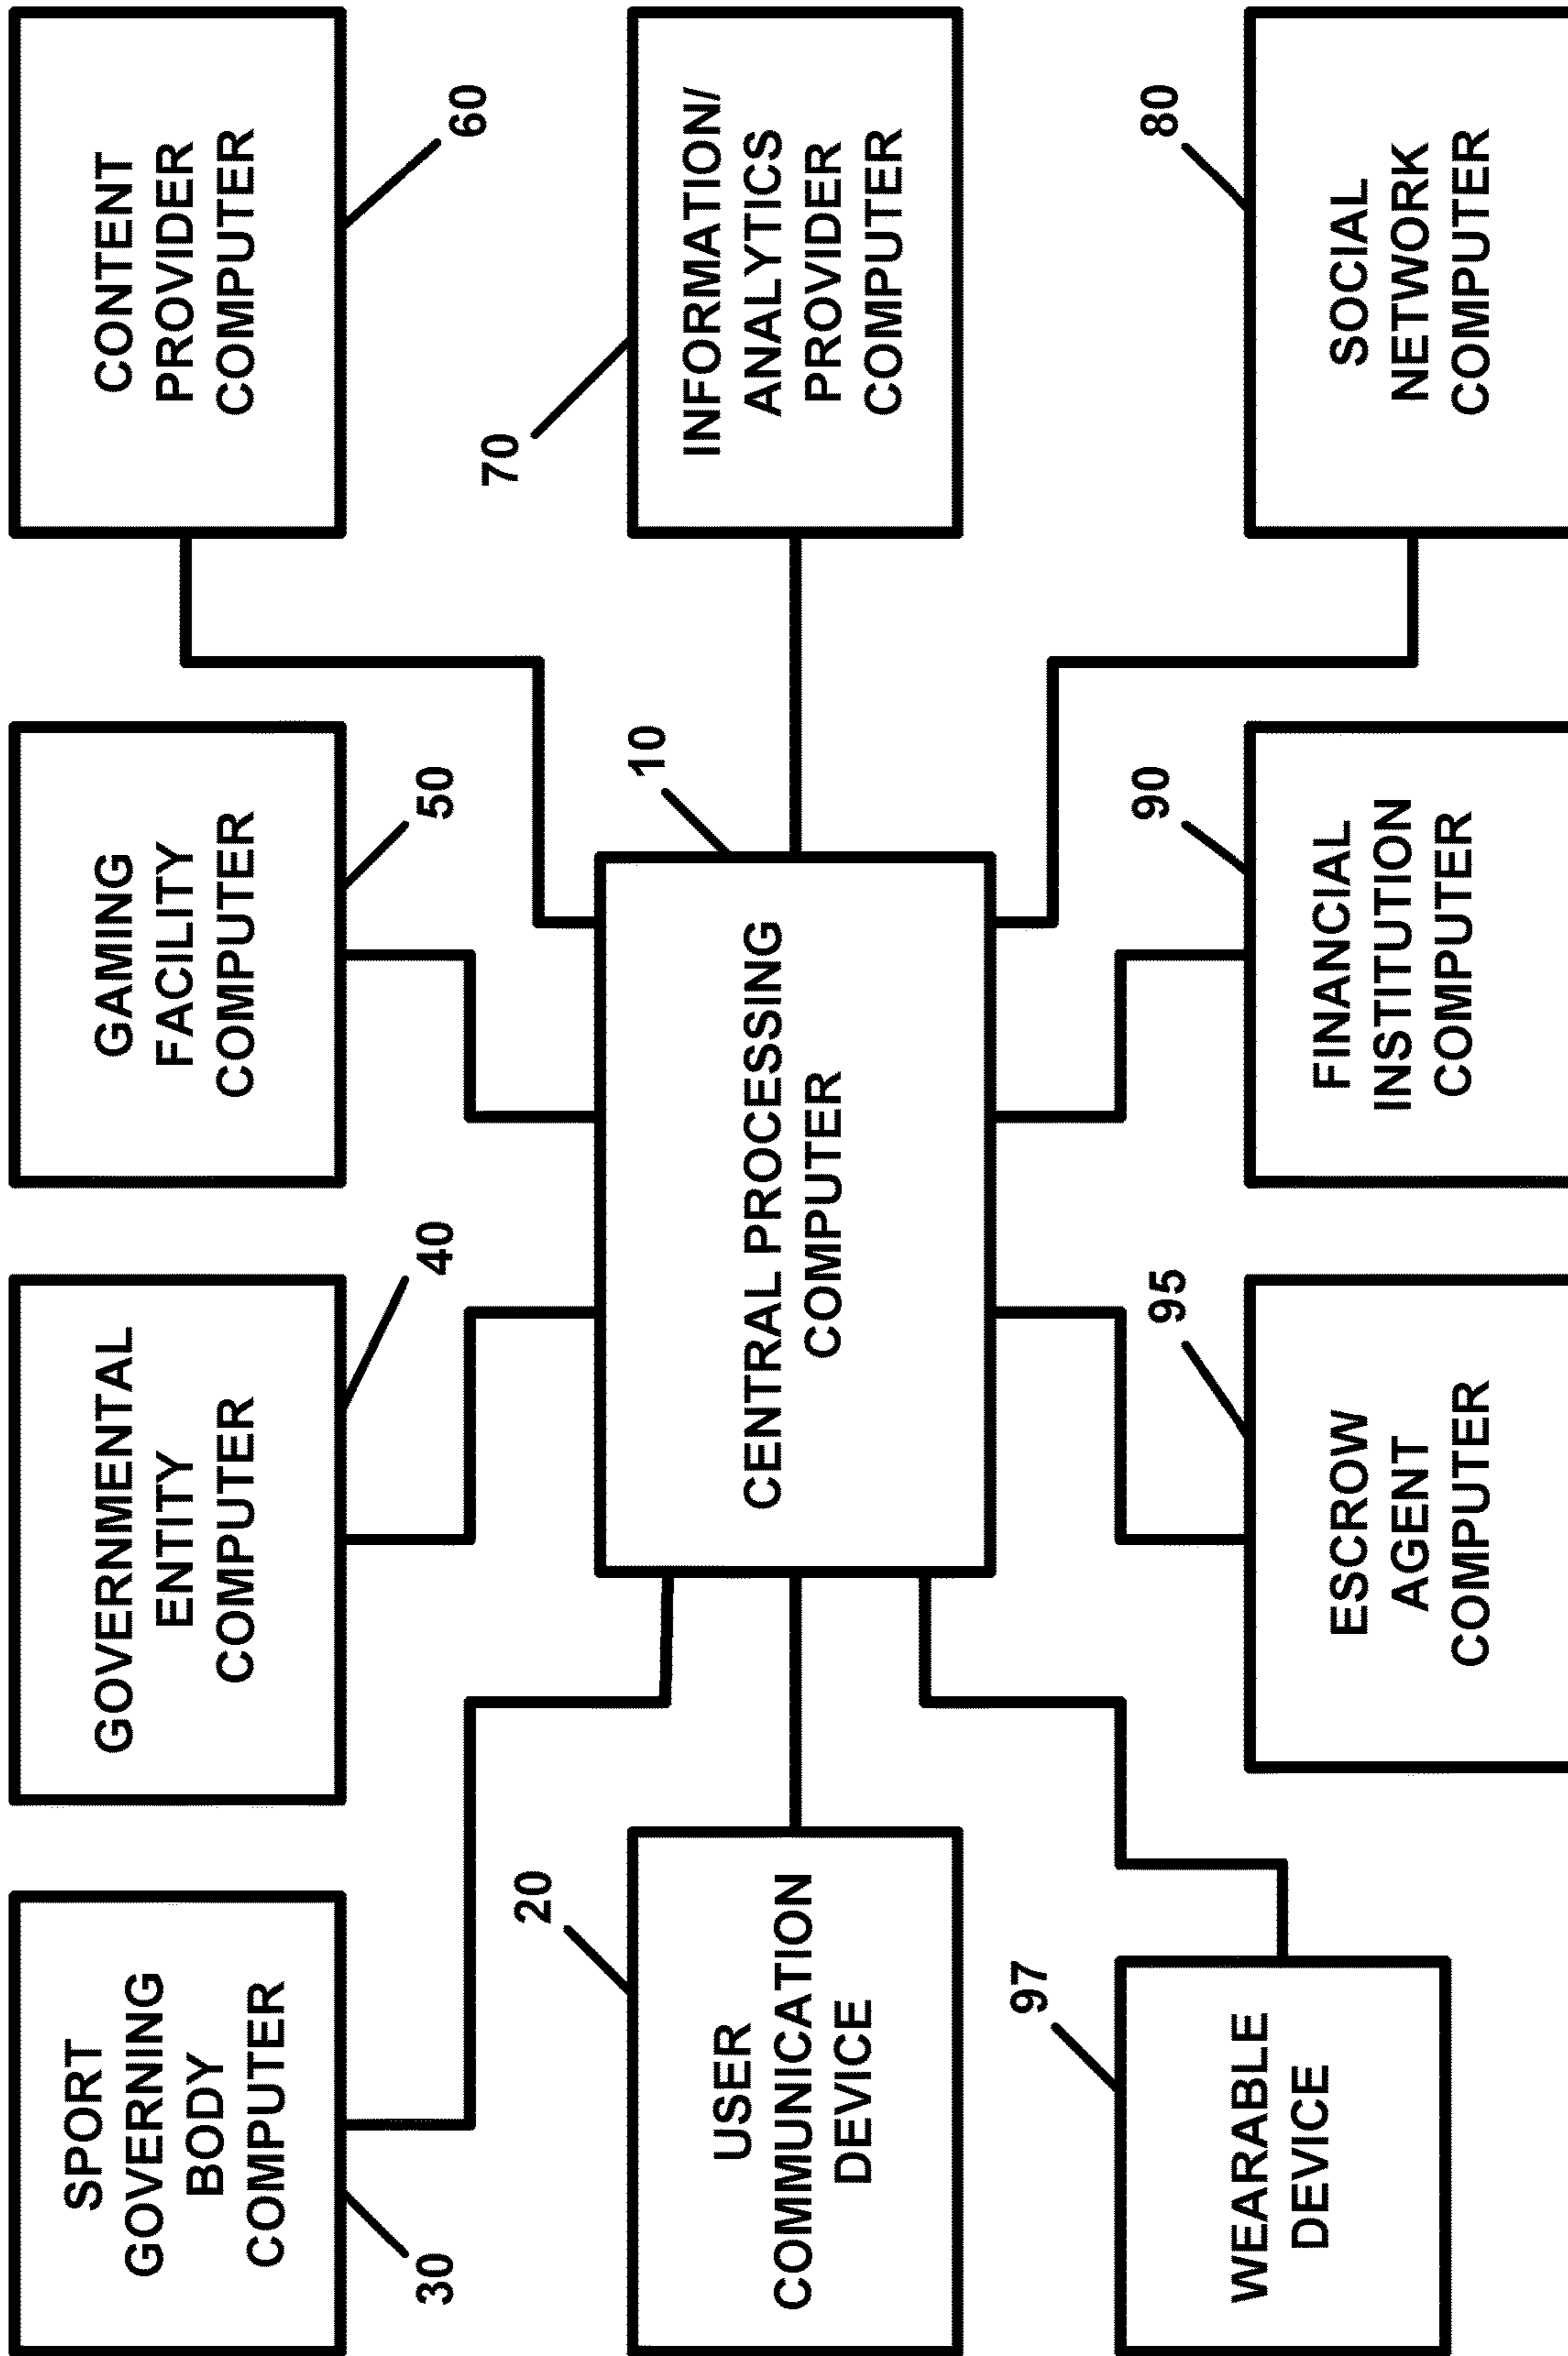 SPORT
GOVERNING
BODY
COMPUTER
30
GOVERNMENTAL
ENTITY
COMPUTER
40
GAMING
FACILITY
COMPUTER
50
CONTENT
PROVIDER
COMPUTER
60
USER
COMMUNICATION
DEVICE
20
CENTRAL PROCESSING
COMPUTER
10
INFORMATION/
ANALYTICS
PROVIDER
COMPUTER
70
WEARABLE
DEVICE
97
ESCROW
AGENT
COMPUTER
95
FINANCIAL
INSTITUTION
COMPUTER
90
SOCIAL
NETWORK
COMPUTER
80